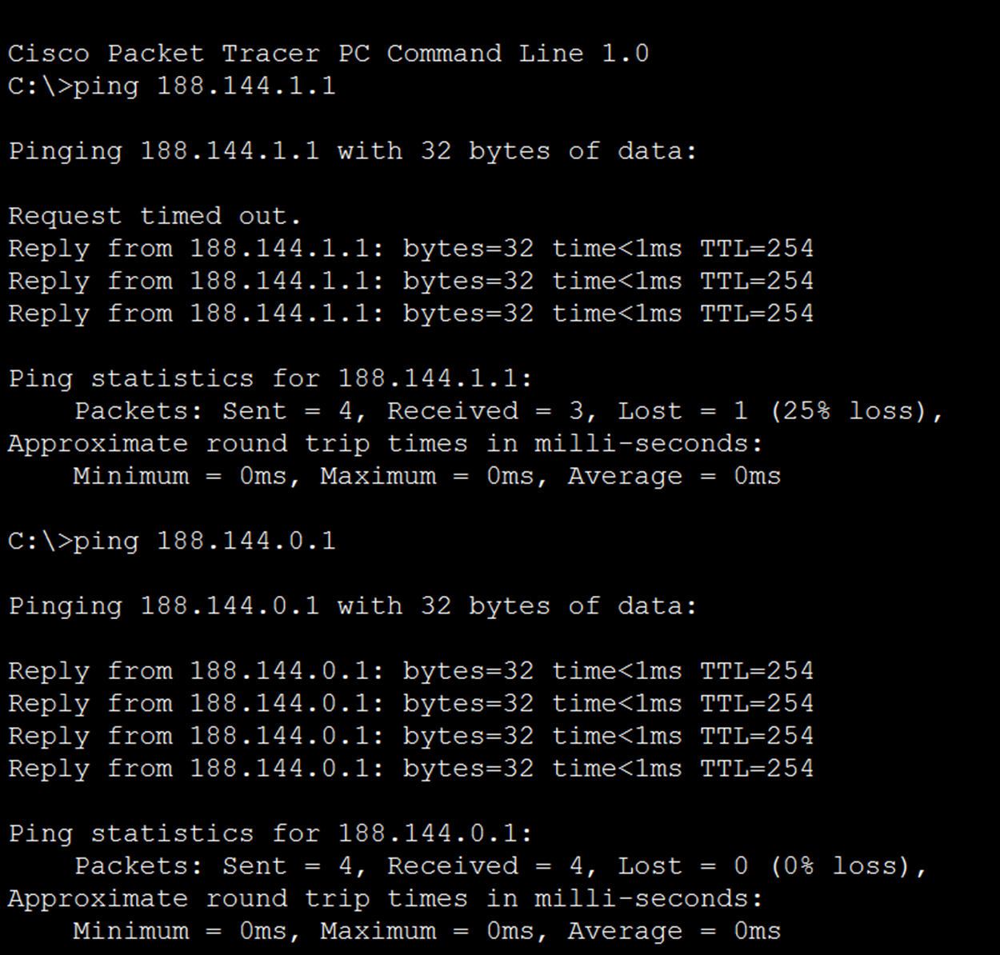 Cisco Packet Tracer PC Command Line 1.0
C:\>ping 188.144.1.1
Pinging 188.144.1.1 with 32 bytes of data:
Request timed out.
Reply from 188.144.1.1: bytes=32 time<1ms TTL=254
Reply from 188.144.1.1: bytes=32 time<1ms TTL=254
Reply from 188.144.1.1: bytes=32 time<1ms TTL=254
Ping statistics for 188.144.1.1:
Packets: Sent = 4, Received = 3, Lost = 1 (25% loss),
Approximate round trip times in milli-seconds:
Minimum = 0ms, Maximum = 0ms, Average = 0ms
C:\>ping 188.144.0.1
Pinging 188.144.0.1 with 32 bytes of data:
Reply from 188.144.0.1: bytes=32 time<1ms TTL=254
Reply from 188.144.0.1: bytes=32 time<1ms TTL=254
Reply from 188.144.0.1: bytes=32 time<1ms TTL=254
Reply from 188.144.0.1: bytes=32 time<1ms TTL=254
Ping statistics for 188.144.0.1:
Packets: Sent = 4, Received = 4, Lost = 0 (0% loss),
Approximate round trip times in milli-seconds:
Minimum = 0ms, Maximum = 0ms, Average = 0ms